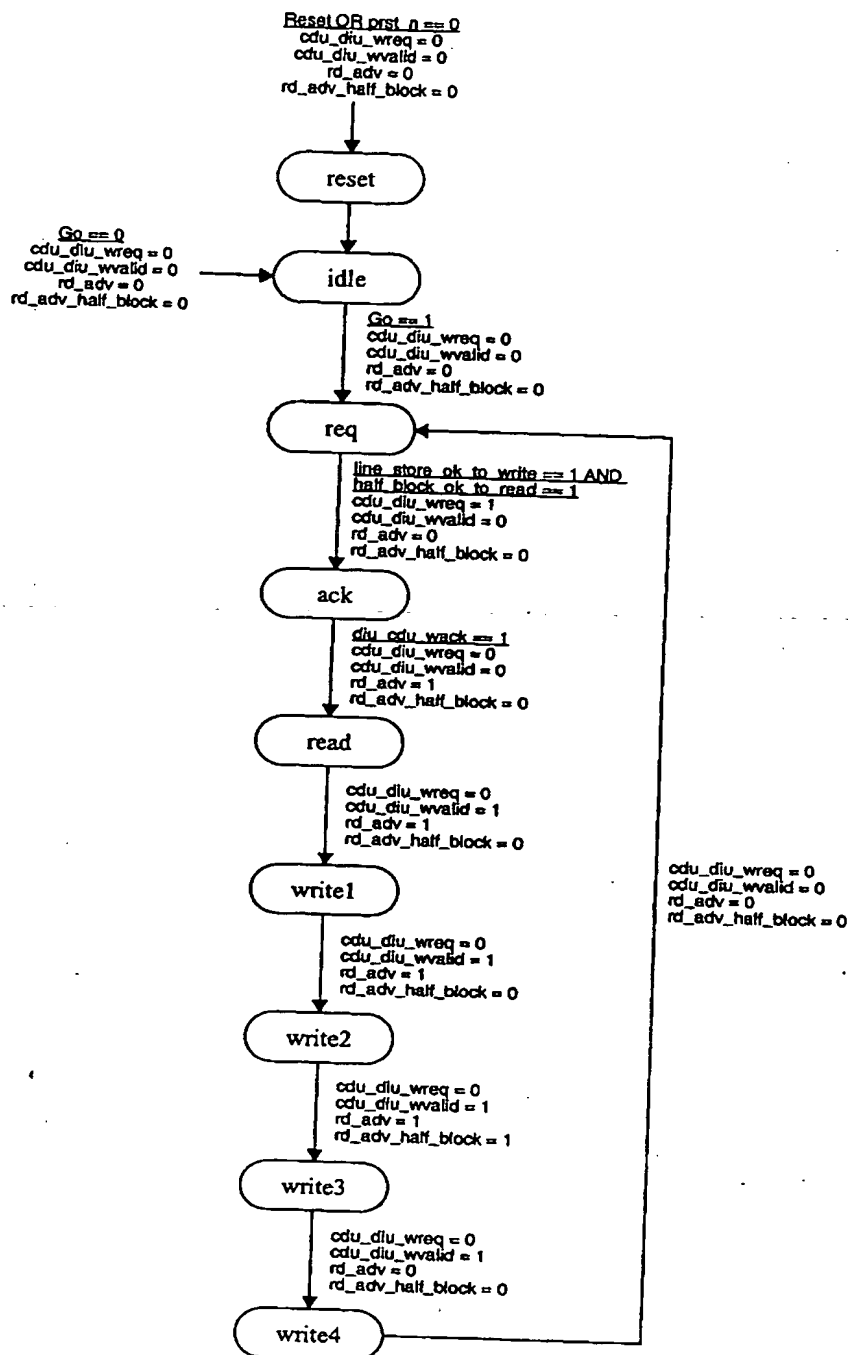 Reset OR prst_n == 0
cdu_diu_wreq = 0
cdu_diu_wvalid = 0
rd_adv = 0
rd_adv_half_block = 0
reset
Go == 0
cdu_diu_wreq = 0
cdu_diu_wvalid = 0
rd_adv = 0
rd_adv_half_block = 0
idle
Go == 1
cdu_diu_wreq = 0
cdu_diu_wvalid = 0
rd_adv = 0
rd_adv_half_block = 0
req
line_store_ok_to_write == 1 AND
half_block_ok_to_read == 1
cdu_diu_wreq = 1
cdu_diu_wvalid = 0
rd_adv = 0
rd_adv_half_block = 0
ack
diu_cdu_wack == 1
cdu_diu_wreq = 0
cdu_diu_wvalid = 0
rd_adv = 1
rd_adv_half_block = 0
read
cdu_diu_wreq = 0
cdu_diu_wvalid = 1
rd_adv = 1
rd_adv_half_block = 0
write1
cdu_diu_wreq = 0
cdu_diu_wvalid = 0
rd_adv = 0
rd_adv_half_block = 0
cdu_diu_wreq = 0
cdu_diu_wvalid = 1
rd_adv = 1
rd_adv_half_block = 0
write2
cdu_diu_wreq = 0
cdu_diu_wvalid = 1
rd_adv = 1
rd_adv_half_block = 1
write3
cdu_diu_wreq = 0
cdu_diu_wvalid = 1
rd_adv = 0
rd_adv_half_block = 0
write4